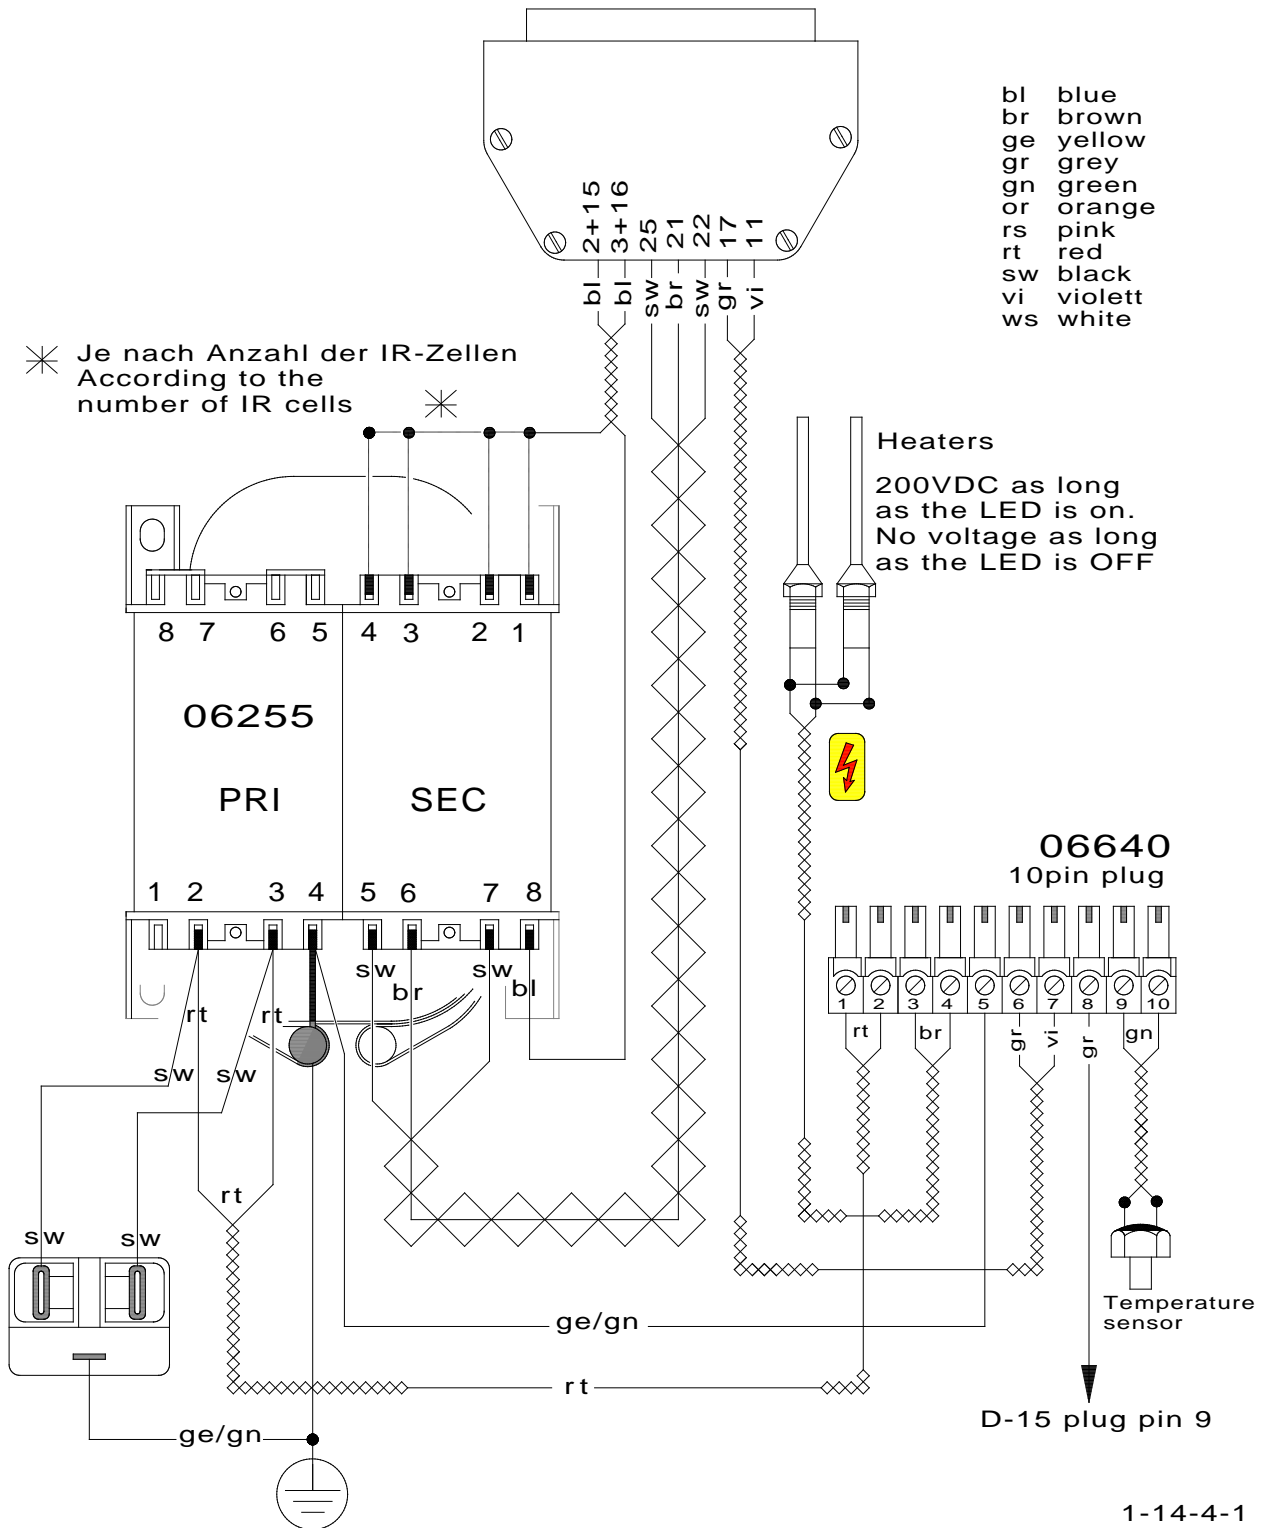 bl blue
br brown
ge yellow
gr grey
gn green
or orange
rs pink
rt red
sw black
vi violett
ws white
2+15
3+16
25
21
22
17
11
bl
bl
sw
br
sw
gr
vi
Je nach Anzahl der IR-Zellen
According to the
number of IR cells
Heaters
200VDC as long
as the LED is on.
No voltage as long
as the LED is OFF
8 7 6 5 4 3 2 1
06255
PRI SEC
1 2 3 4 5 6 7 8
06640
10pin plug
1 2 3 4 5 6 7 8 9 10
rt br gr vi gr gn
sw br sw bl
rt rt
sw sw
rt
sw sw
Temperature
sensor
ge/gn
rt
D-15 plug pin 9
ge/gn
1-14-4-1